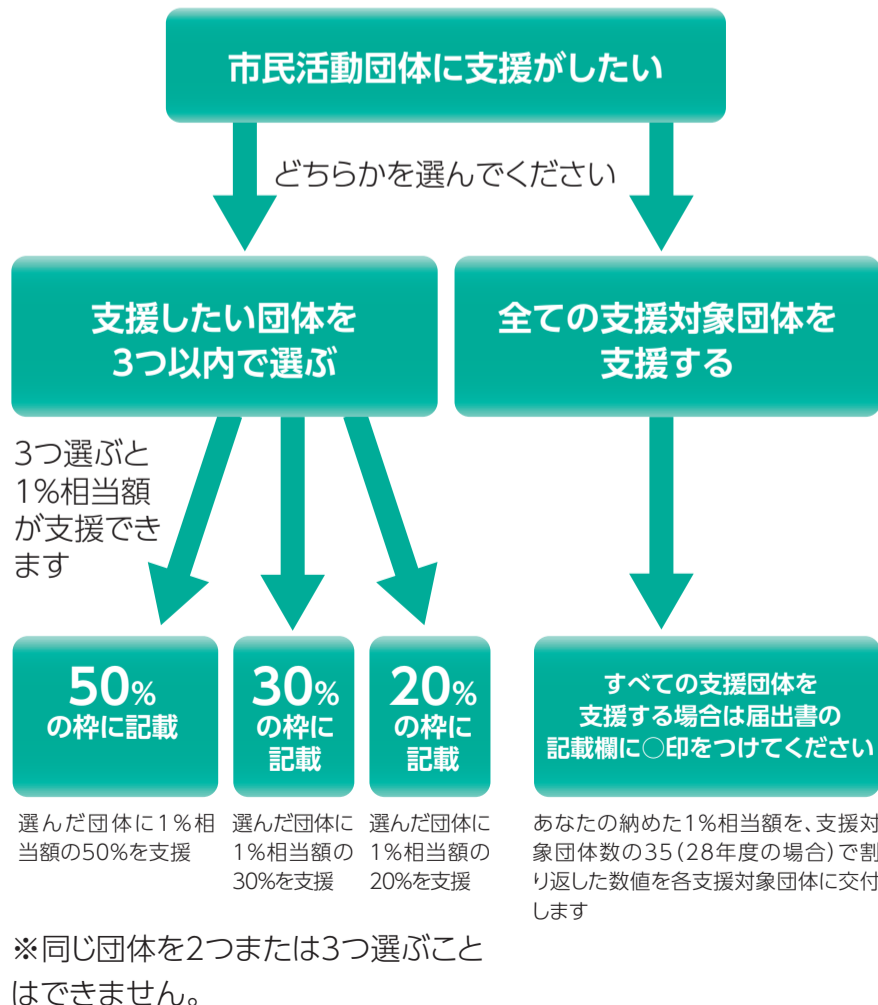 市民活動団体に支援がしたい
どちらかを選んでください
支援したい団体を
3つ以内で選ぶ
全ての支援対象団体を
支援する
3つ選ぶと
1%相当額
が支援でき
ます
50%
の枠に記載
30%
の枠に
記載
20%
の枠に
記載
すべての支援団体を
支援する場合は届出書の
記載欄に○印をつけてください
選んだ団体に1%相
当額の50%を支援
選んだ団体に
1%相当額の
30%を支援
選んだ団体に
1%相当額の
20%を支援
あなたの納めた1%相当額を、支援対
象団体数の35(28年度の場合)で割
り返した数値を各支援対象団体に交付
します
※同じ団体を2つまたは3つ選ぶこと
はできません。